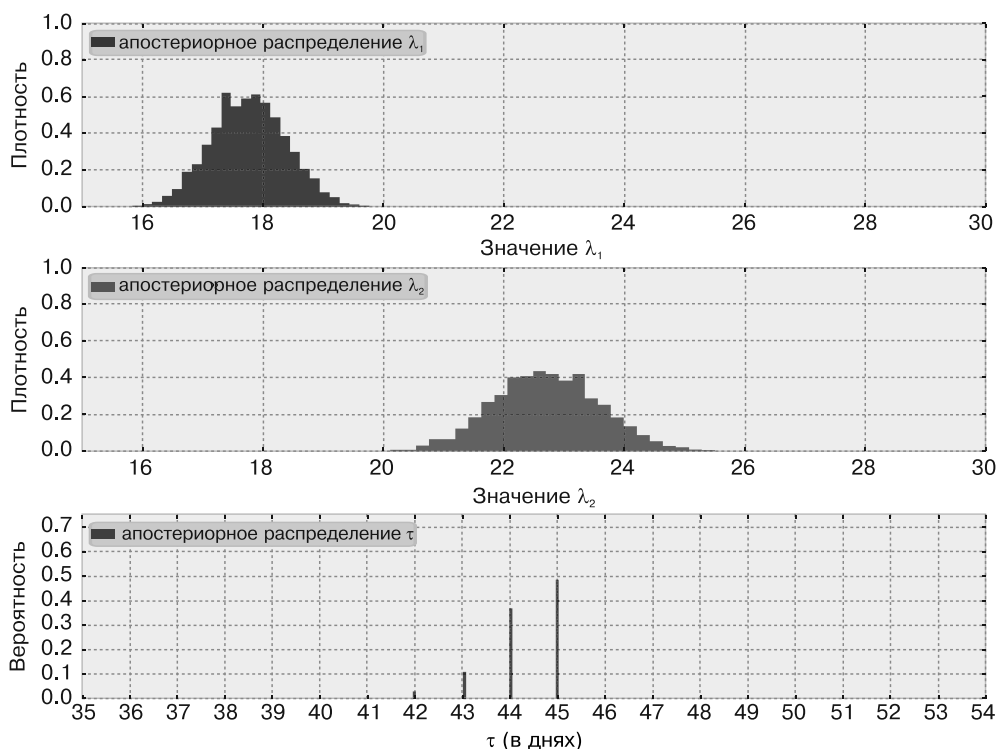 1.0
апостериорное распределение λ₁
0.8
0.6
0.4
0.2
0.0
Плотность
16 18 20 22 24 26 28 30
Значение λ₁
1.0
апостериорное распределение λ₂
0.8
0.6
0.4
0.2
0.0
Плотность
16 18 20 22 24 26 28 30
Значение λ₂
0.7
апостериорное распределение τ
0.6
0.5
0.4
0.3
0.2
0.1
0.0
Вероятность
35 36 37 38 39 40 41 42 43 44 45 46 47 48 49 50 51 52 53 54
τ (в днях)